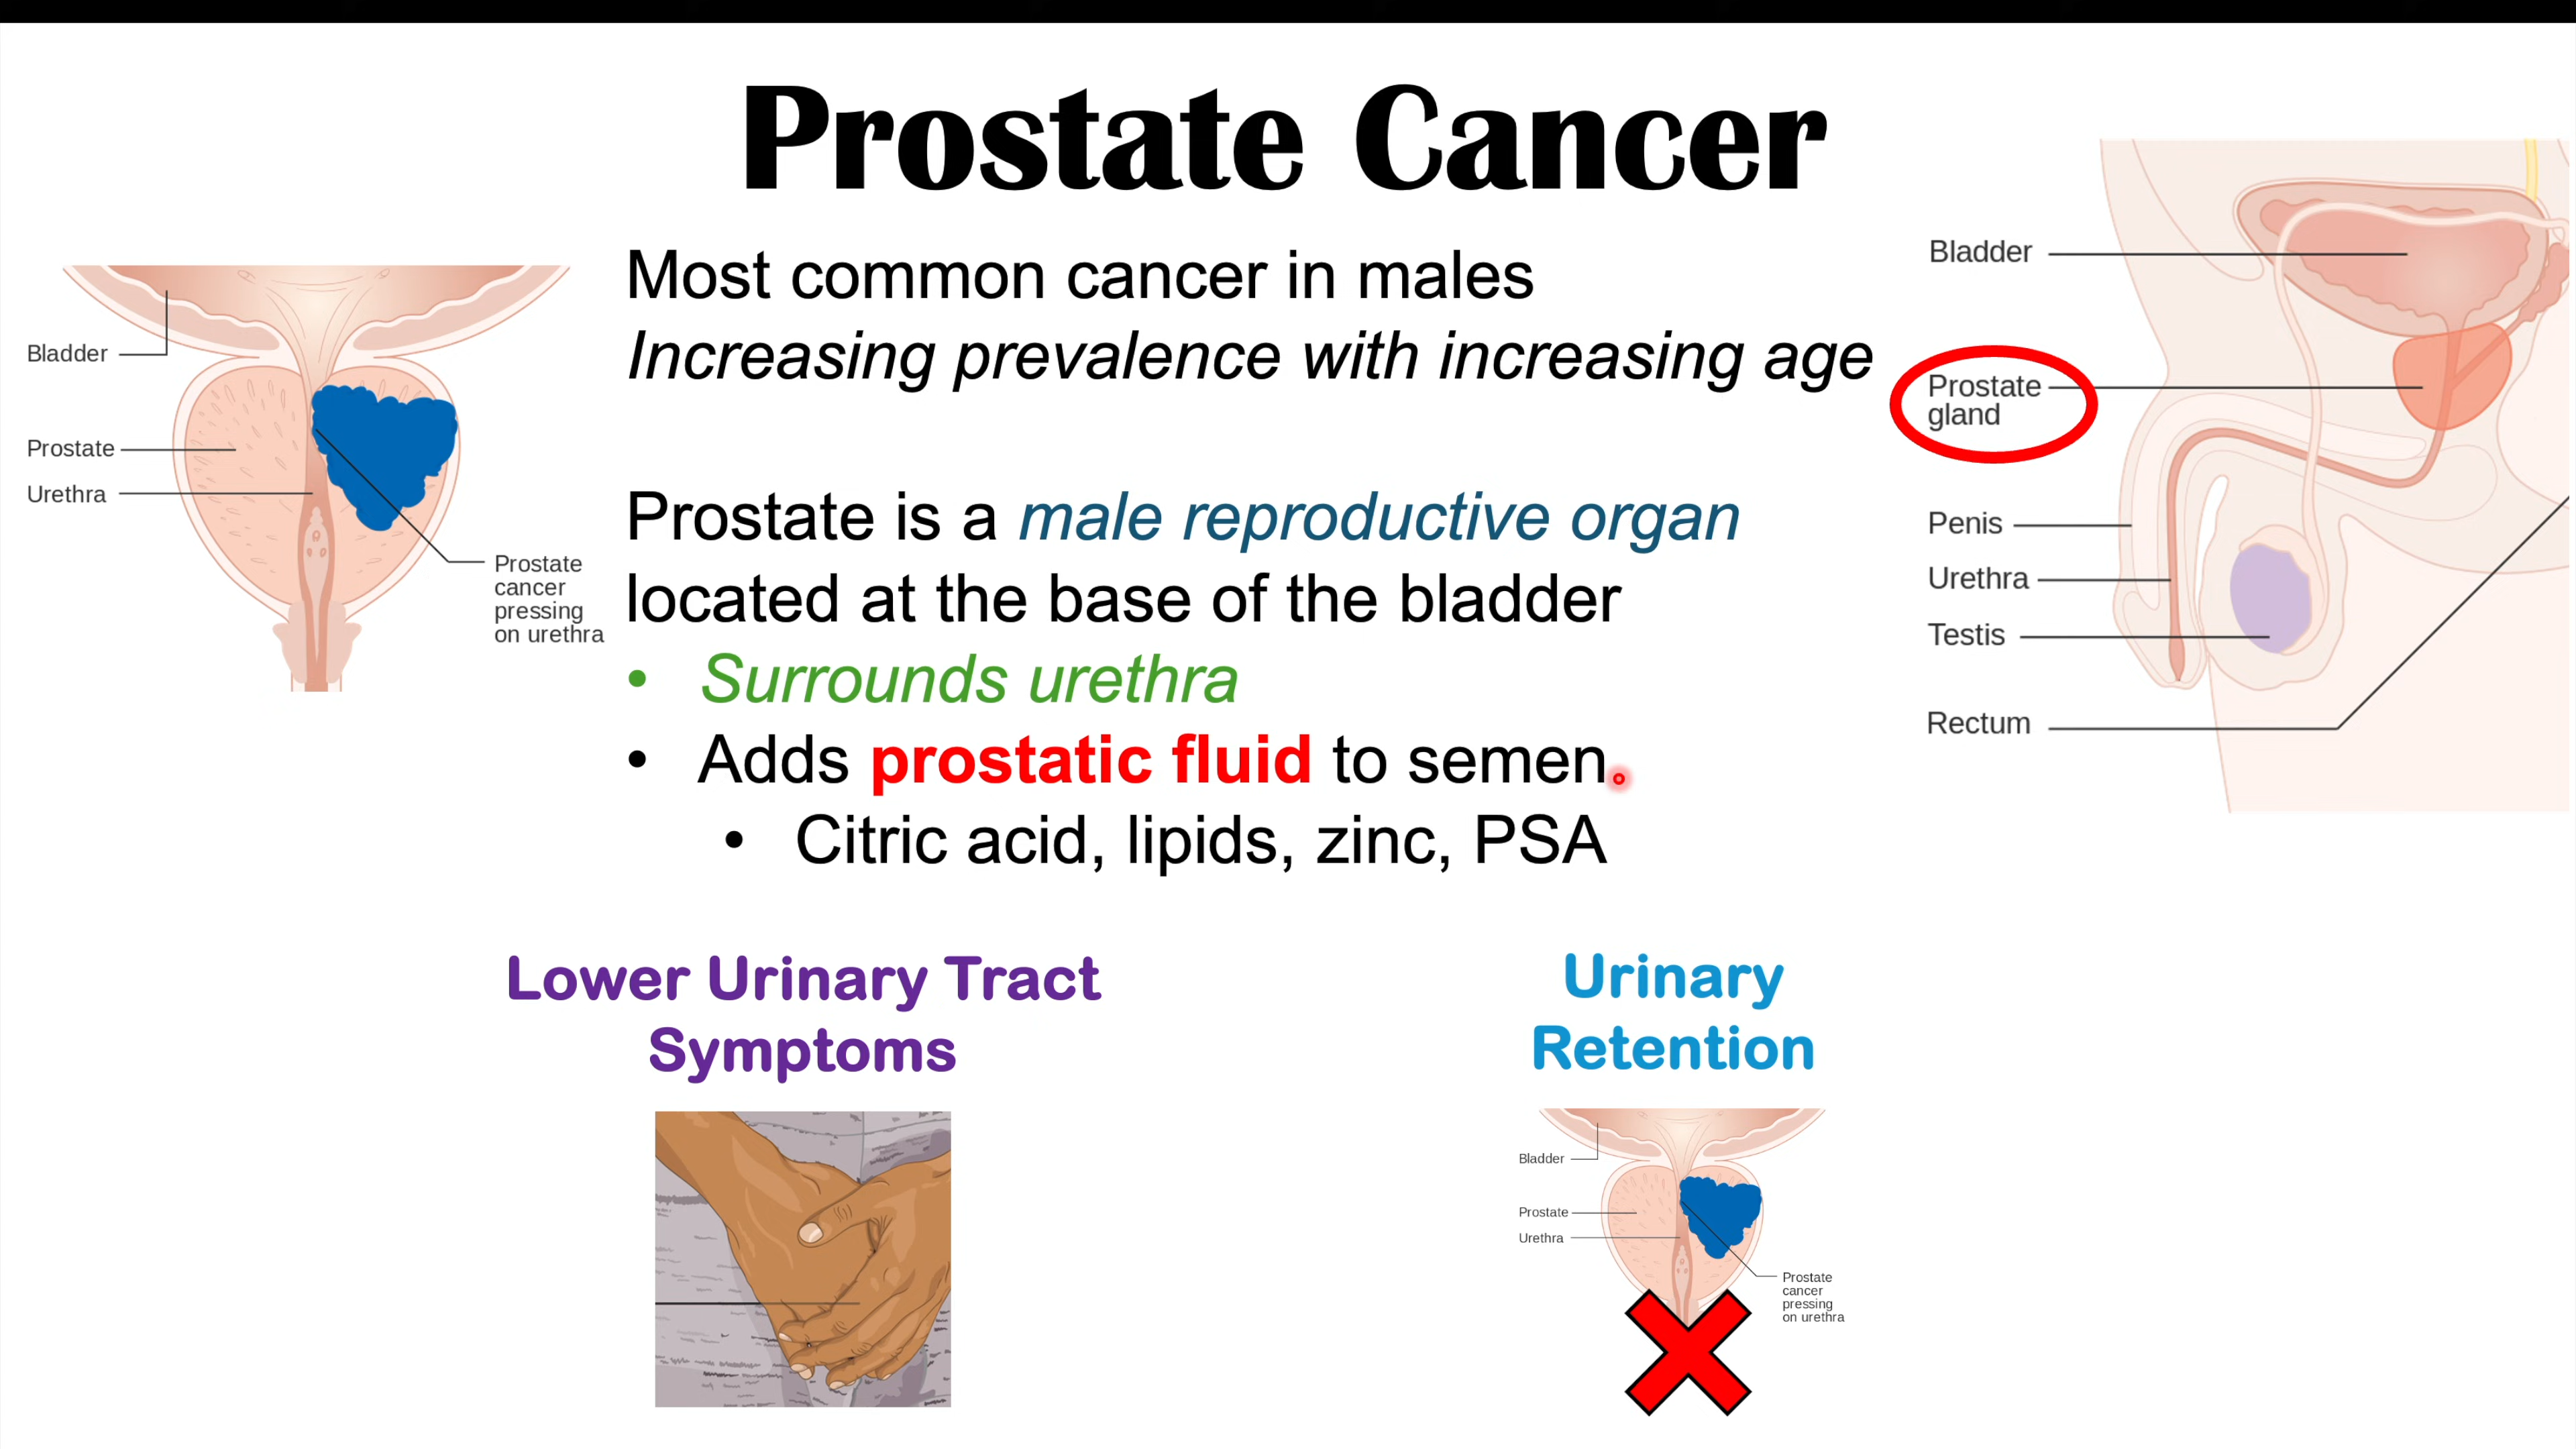 Prostate Cancer
Most common cancer in males
Increasing prevalence with increasing age
Prostate is a male reproductive organ
located at the base of the bladder
• Surrounds urethra
• Adds prostatic fluid to semen
• Citric acid, lipids, zinc, PSA
Bladder
Prostate
Urethra
Prostate
cancer
pressing
on urethra
Bladder
Prostate
gland
Penis
Urethra
Testis
Rectum
Lower Urinary Tract
Symptoms
Urinary
Retention
Bladder
Prostate
Urethra
Prostate
cancer
pressing
on urethra